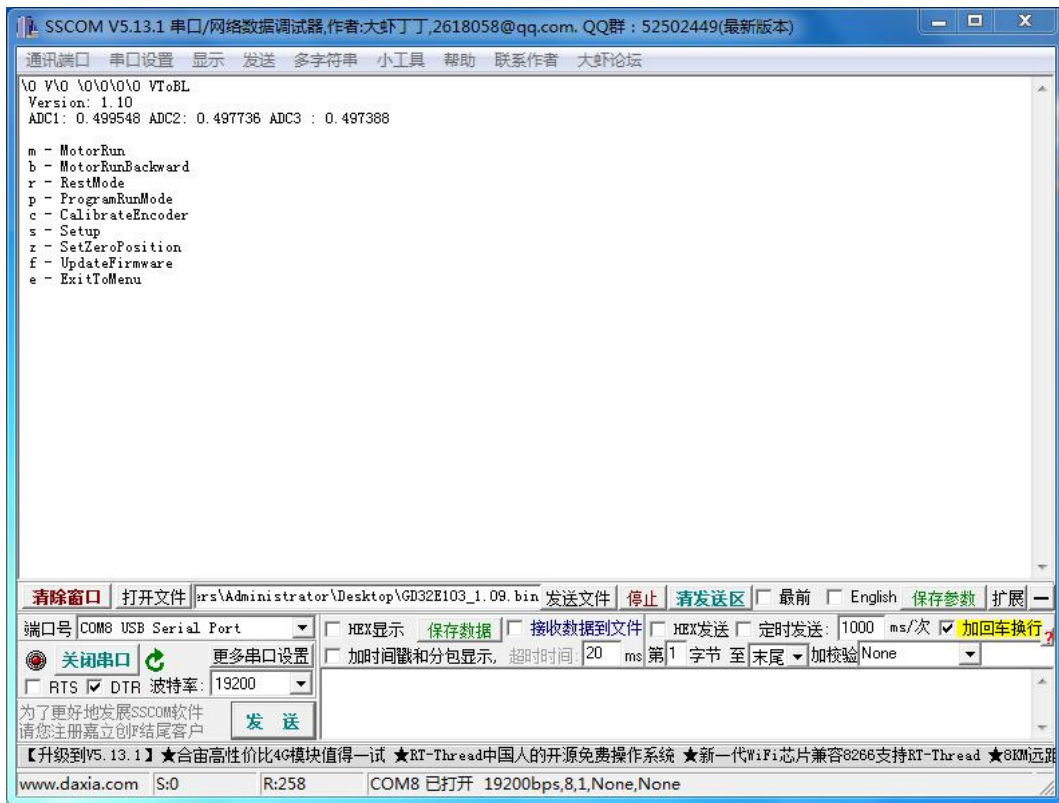 SSCOM V5.13.1 串口/网络数据调试器,作者:大虾丁丁,2618058@qq.com. QQ群：52502449(最新版本)
通讯端口 串口设置 显示 发送 多字符串 小工具 帮助 联系作者 大虾论坛
\0 V\0 \0\0\0\0 VToBL
Version: 1.10
ADC1: 0.499548 ADC2: 0.497736 ADC3 : 0.497388
m - MotorRun
b - MotorRunBackward
r - RestMode
p - ProgramRunMode
c - CalibrateEncoder
s - Setup
z - SetZeroPosition
f - UpdateFirmware
e - ExitToMenu
清除窗口 打开文件 ers\Administrator\Desktop\GD32E103_1.09.bin 发送文件 停止 清发送区 最前 English 保存参数 扩展
端口号 COM8 USB Serial Port HEX显示 保存数据 接收数据到文件 HEX发送 定时发送: 1000 ms/次 加回车换行 ?
关闭串口 更多串口设置 加时间戳和分包显示, 超时时间: 20 ms 第1 字节 至 末尾 加校验 None
RTS DTR 波特率: 19200
为了更好地发展SSCOM软件
请您注册嘉立创F结尾客户
发 送
【升级到V5.13.1】★合宙高性价比4G模块值得一试 ★RT-Thread中国人的开源免费操作系统 ★新一代WiFi芯片兼容8266支持RT-Thread ★8KM远距
www.daxia.com S:0 R:258 COM8 已打开 19200bps,8,1,None,None